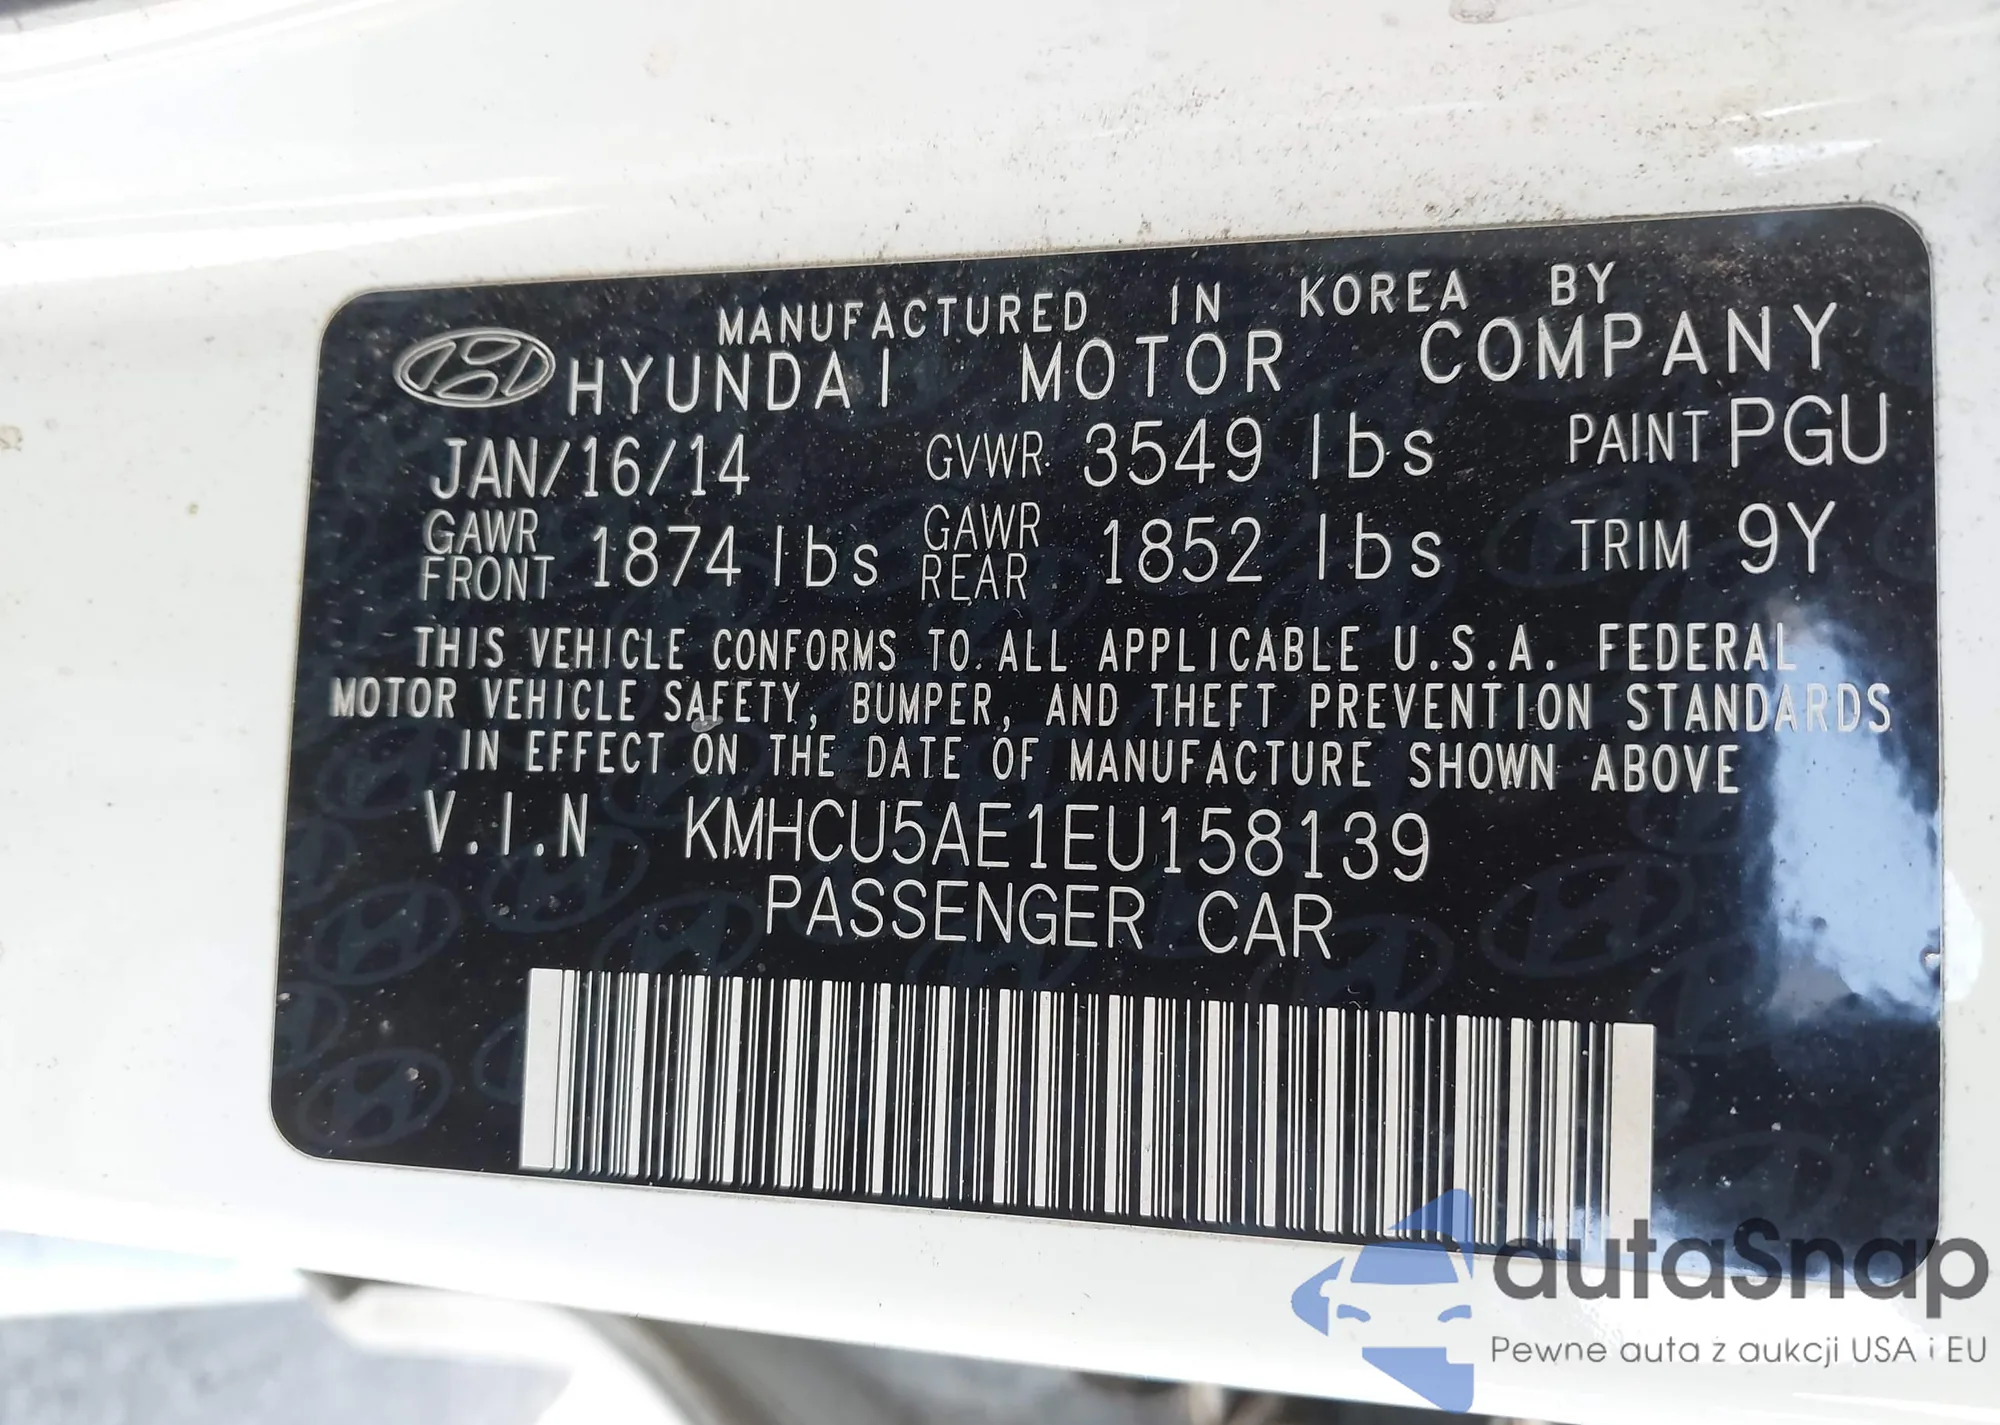 MANUFACTURED IN KOREA BY
HYUNDAI MOTOR COMPANY
JAN/16/14 GVWR 3549 lbs PAINT PGU
GAWR FRONT 1874 lbs GAWR REAR 1852 lbs TRIM 9Y
THIS VEHICLE CONFORMS TO ALL APPLICABLE U.S.A. FEDERAL
MOTOR VEHICLE SAFETY, BUMPER, AND THEFT PREVENTION STANDARDS
IN EFFECT ON THE DATE OF MANUFACTURE SHOWN ABOVE
V.I.N KMHCU5AE1EU158139
PASSENGER CAR
autaSnap
Pewne auta z aukcji USA i EU